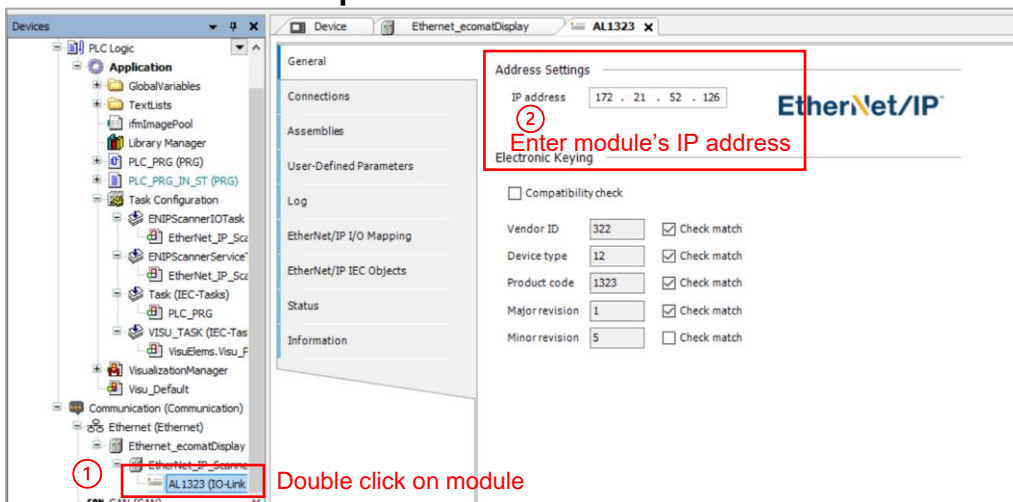 Devices
PLC Logic
Application
GlobalVariables
TextLists
ifmImagePool
Library Manager
PLC_PRG (PRG)
PLC_PRG_IN_ST (PRG)
Task Configuration
ENIPScannerIOTask
EtherNet_IP_Sca
ENIPScannerService
EtherNet_IP_Sca
Task (IEC-Tasks)
PLC_PRG
VISU_TASK (IEC-Tas
VisuElems.Visu_P
VisualizationManager
Visu_Default
Communication (Communication)
Ethernet (Ethernet)
Ethernet_ecomatDisplay
EtherNet_IP_Scanne
1
AL1323 (IO-Link
Double click on module
Device
Ethernet_ecomatDisplay
AL1323
General
Connections
Assemblies
User-Defined Parameters
Log
EtherNet/IP I/O Mapping
EtherNet/IP IEC Objects
Status
Information
Address Settings
IP address 172 . 21 . 52 . 126
EtherNet/IP
2
Enter module's IP address
Electronic Keying
Compatibility check
Vendor ID 322 Check match
Device type 12 Check match
Product code 1323 Check match
Major revision 1 Check match
Minor revision 5 Check match